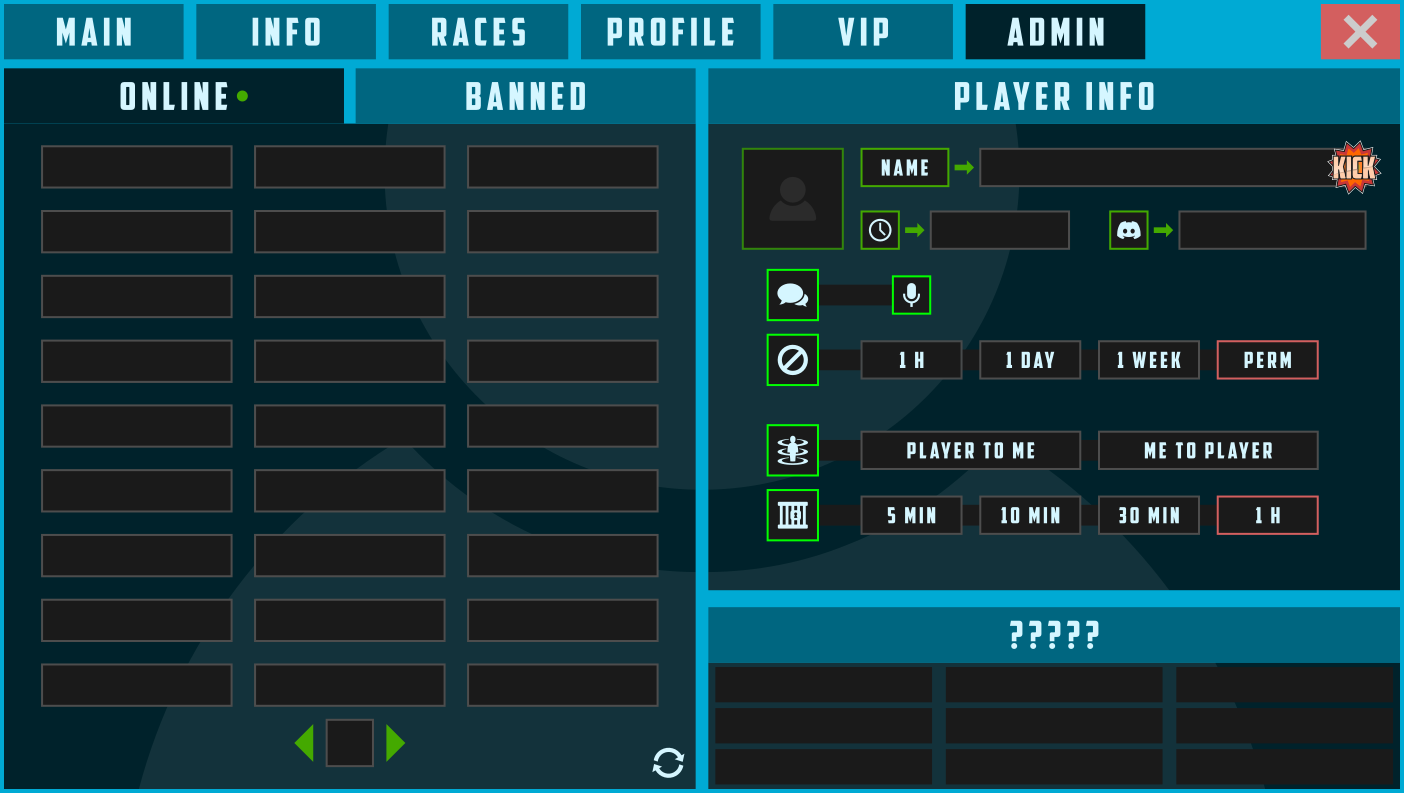 MAIN INFO RACES PROFILE VIP ADMIN
ONLINE BANNED PLAYER INFO
NAME KICK
1 H 1 DAY 1 WEEK PERM
PLAYER TO ME ME TO PLAYER
5 MIN 10 MIN 30 MIN 1 H
?????